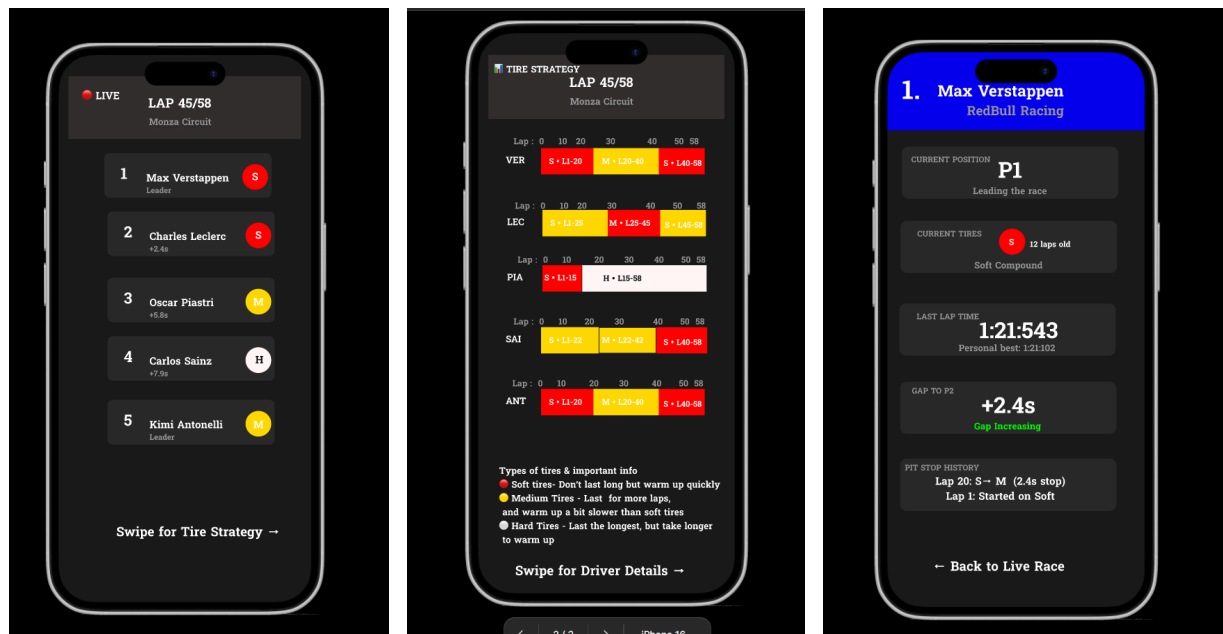 LIVE
LAP 45/58
Monza Circuit
1
Max Verstappen
Leader
S
2
Charles Leclerc
+2.4s
S
3
Oscar Piastri
+5.8s
M
4
Carlos Sainz
+7.9s
H
5
Kimi Antonelli
Leader
M
Swipe for Tire Strategy →
TIRE STRATEGY
LAP 45/58
Monza Circuit
Lap : 0 10 20 30 40 50 58
VER S • L1-20 M • L20-40 S • L40-58
Lap : 0 10 20 30 40 50 58
LEC S • L1-25 M • L25-45 S • L45-58
Lap : 0 10 20 30 40 50 58
PIA S • L1-15 H • L15-58
Lap : 0 10 20 30 40 50 58
SAI S • L1-22 M • L22-42 S • L40-58
Lap : 0 10 20 30 40 50 58
ANT S • L1-20 M • L20-40 S • L40-58
Types of tires & important info
Soft tires- Don't last long but warm up quickly
Medium Tires - Last for more laps,
and warm up a bit slower than soft tires
Hard Tires - Last the longest, but take longer
to warm up
Swipe for Driver Details →
1. Max Verstappen
RedBull Racing
CURRENT POSITION
P1
Leading the race
CURRENT TIRES
S 12 laps old
Soft Compound
LAST LAP TIME
1:21:543
Personal best: 1:21:102
GAP TO P2
+2.4s
Gap Increasing
PIT STOP HISTORY
Lap 20: S→ M (2.4s stop)
Lap 1: Started on Soft
← Back to Live Race